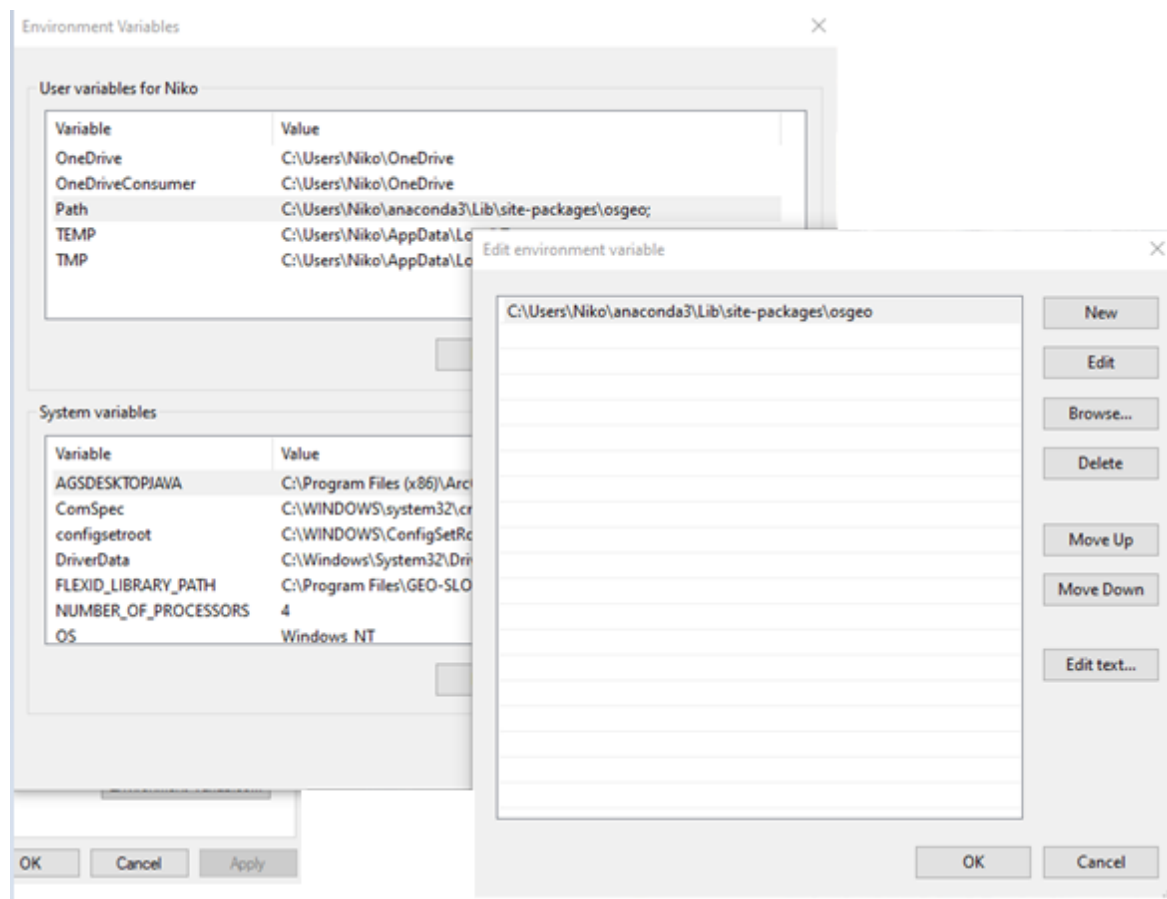 Environment Variables
User variables for Niko
Variable Value
OneDrive C:\Users\Niko\OneDrive
OneDriveConsumer C:\Users\Niko\OneDrive
Path C:\Users\Niko\anaconda3\Lib\site-packages\osgeo;
TEMP C:\Users\Niko\AppData\Lo
TMP C:\Users\Niko\AppData\Lo
System variables
Variable Value
AGSDESKTOPJAVA C:\Program Files (x86)\Arc
ComSpec C:\WINDOWS\system32\c
configsetroot C:\WINDOWS\ConfigSetRo
DriverData C:\Windows\System32\Dri
FLEXID_LIBRARY_PATH C:\Program Files\GEO-SLO
NUMBER_OF_PROCESSORS 4
OS Windows_NT
OK Cancel Apply
Edit environment variable
C:\Users\Niko\anaconda3\Lib\site-packages\osgeo
New
Edit
Browse...
Delete
Move Up
Move Down
Edit text...
OK Cancel